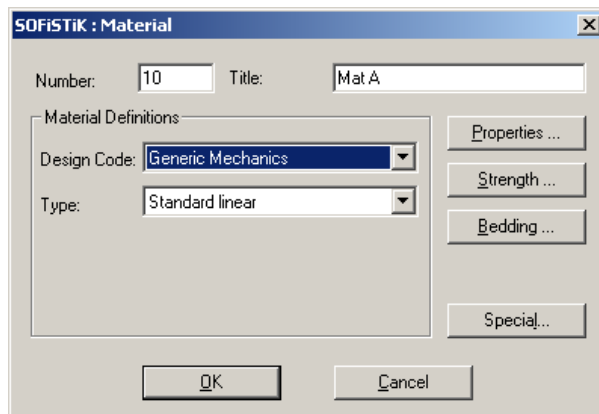 SOFiSTiK : Material
Number: 10 Title: Mat A
Material Definitions
Design Code: Generic Mechanics
Type: Standard linear
Properties ...
Strength ...
Bedding ...
Special...
OK Cancel